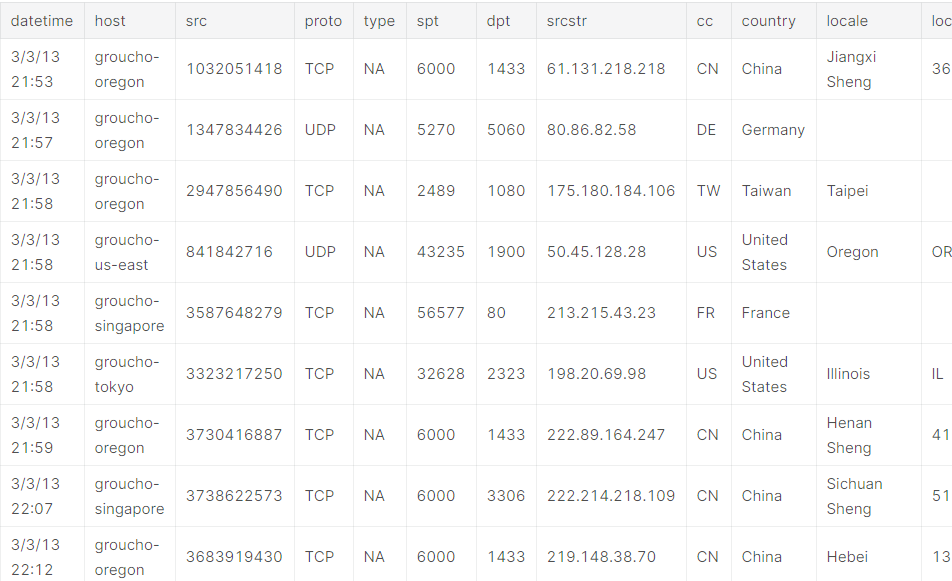 datetime host src proto type spt dpt srcstr cc country locale loc
3/3/13 21:53 groucho-oregon 1032051418 TCP NA 6000 1433 61.131.218.218 CN China Jiangxi Sheng 36
3/3/13 21:57 groucho-oregon 1347834426 UDP NA 5270 5060 80.86.82.58 DE Germany
3/3/13 21:58 groucho-oregon 2947856490 TCP NA 2489 1080 175.180.184.106 TW Taiwan Taipei
3/3/13 21:58 groucho-us-east 841842716 UDP NA 43235 1900 50.45.128.28 US United States Oregon OR
3/3/13 21:58 groucho-singapore 3587648279 TCP NA 56577 80 213.215.43.23 FR France
3/3/13 21:58 groucho-tokyo 3323217250 TCP NA 32628 2323 198.20.69.98 US United States Illinois IL
3/3/13 21:59 groucho-oregon 3730416887 TCP NA 6000 1433 222.89.164.247 CN China Henan Sheng 41
3/3/13 22:07 groucho-singapore 3738622573 TCP NA 6000 3306 222.214.218.109 CN China Sichuan Sheng 51
3/3/13 22:12 groucho-oregon 3683919430 TCP NA 6000 1433 219.148.38.70 CN China Hebei 13